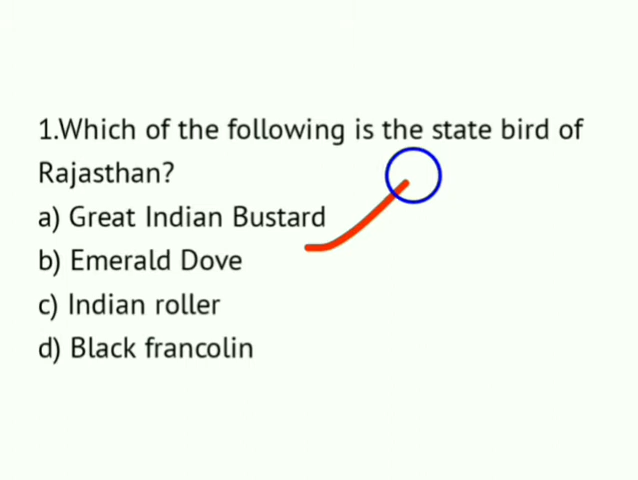 1.Which of the following is the state bird of
Rajasthan?
a) Great Indian Bustard
b) Emerald Dove
c) Indian roller
d) Black francolin